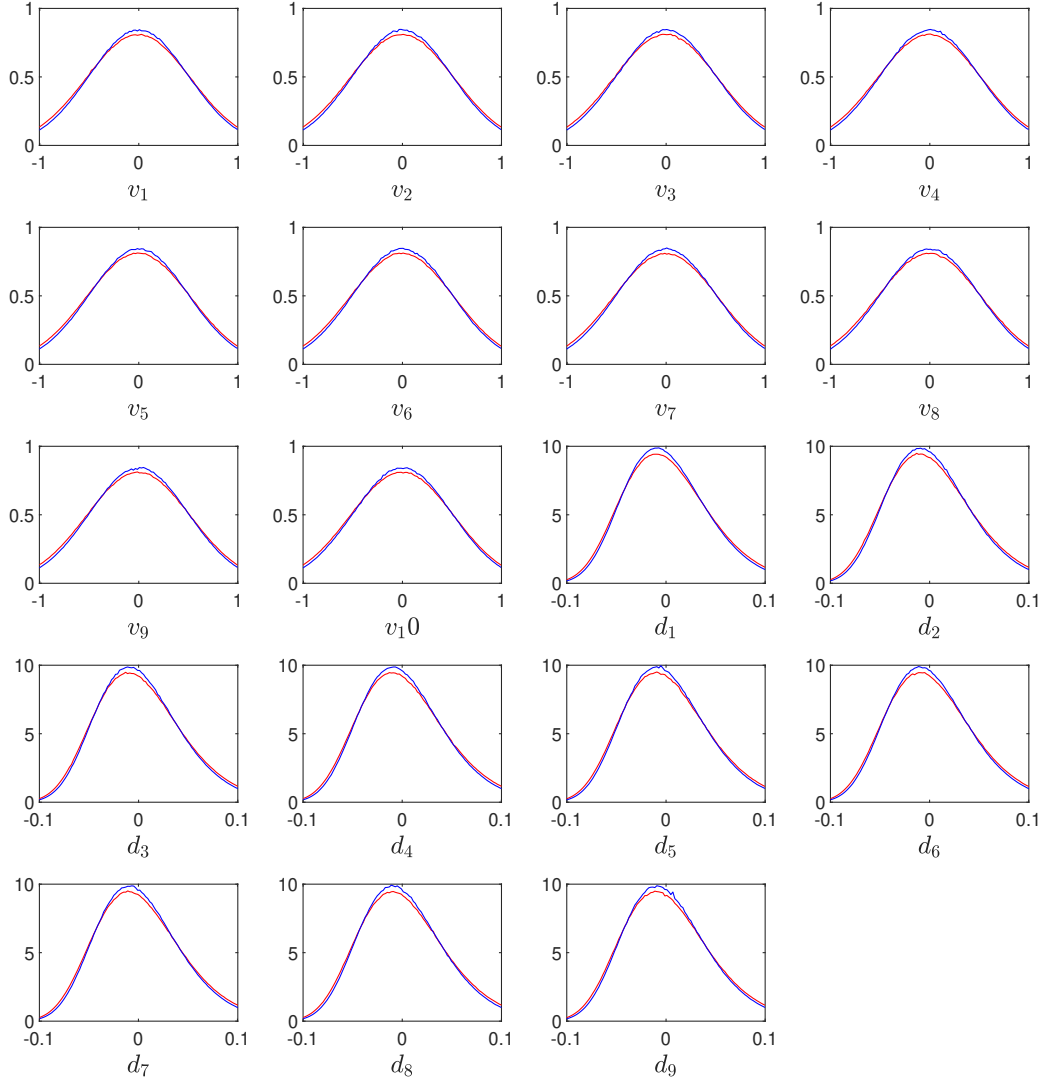 1 1 1 1
0.5 0.5 0.5 0.5
0 0 0 0
-1 0 1 -1 0 1 -1 0 1 -1 0 1
v₁ v₂ v₃ v₄
1 1 1 1
0.5 0.5 0.5 0.5
0 0 0 0
-1 0 1 -1 0 1 -1 0 1 -1 0 1
v₅ v₆ v₇ v₈
1 1 10 10
0.5 0.5 5 5
0 0 0 0
-1 0 1 -1 0 1 -0.1 0 0.1 -0.1 0 0.1
v₉ v₁0 d₁ d₂
10 10 10 10
5 5 5 5
0 0 0 0
-0.1 0 0.1 -0.1 0 0.1 -0.1 0 0.1 -0.1 0 0.1
d₃ d₄ d₅ d₆
10 10 10
5 5 5
0 0 0
-0.1 0 0.1 -0.1 0 0.1 -0.1 0 0.1
d₇ d₈ d₉